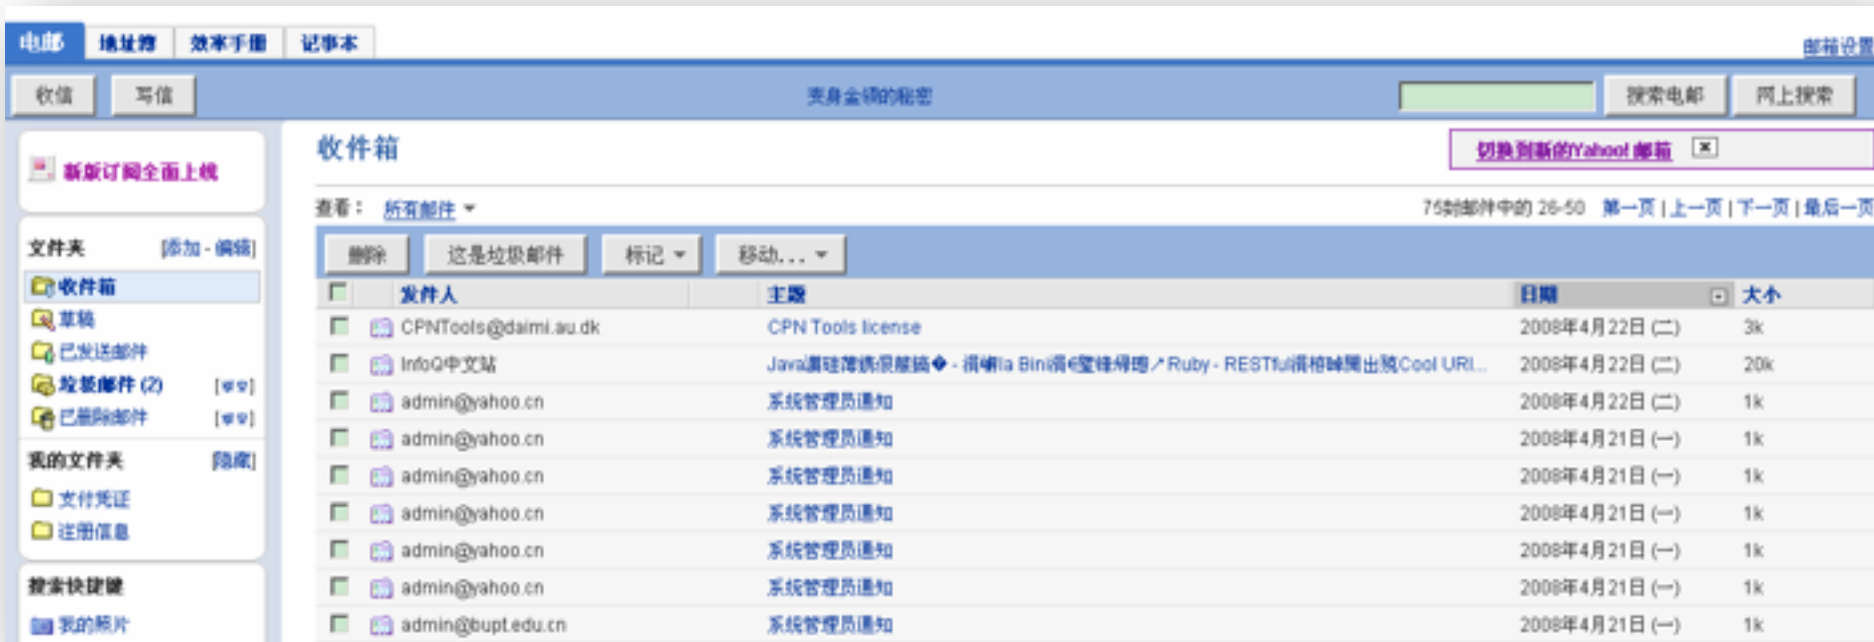 电邮 地址簿 效率手册 记事本
邮箱设置
收信 写信 变身金领的秘密 搜索电邮 网上搜索
新版订阅全面上线
收件箱
切换到新的Yahoo! 邮箱
查看: 所有邮件 75封邮件中的 26-50 第一页 | 上一页 | 下一页 | 最后一页
文件夹 [添加 - 编辑]
收件箱
草稿
已发送邮件
垃圾邮件 (2)
已删除邮件
我的文件夹 [隐藏]
支付凭证
注册信息
搜索快捷键
我的照片
删除 这是垃圾邮件 标记 移动...
发件人 主题 日期 大小
CPNTools@daimi.au.dk CPN Tools license 2008年4月22日 (二) 3k
InfoQ中文站 Java - la Bini Ruby - RESTful Cool URI... 2008年4月22日 (二) 20k
admin@yahoo.cn 系统管理员通知 2008年4月22日 (二) 1k
admin@yahoo.cn 系统管理员通知 2008年4月21日 (一) 1k
admin@yahoo.cn 系统管理员通知 2008年4月21日 (一) 1k
admin@yahoo.cn 系统管理员通知 2008年4月21日 (一) 1k
admin@yahoo.cn 系统管理员通知 2008年4月21日 (一) 1k
admin@yahoo.cn 系统管理员通知 2008年4月21日 (一) 1k
admin@bupt.edu.cn 系统管理员通知 2008年4月21日 (一) 1k